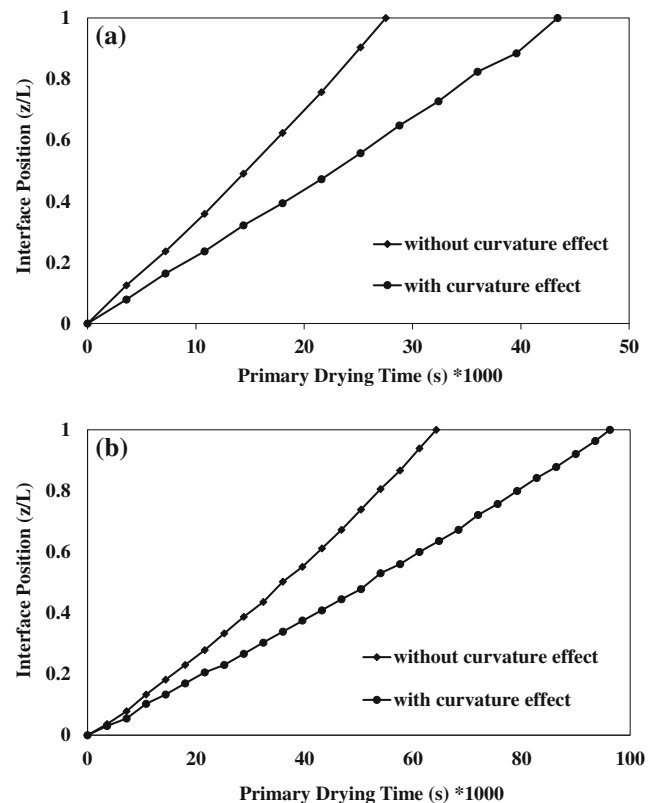 (a)
1
0.8
0.6
0.4
0.2
0
Interface Position (z/L)
without curvature effect
with curvature effect
0 10 20 30 40 50
Primary Drying Time (s) *1000
(b)
1
0.8
0.6
0.4
0.2
0
Interface Position (z/L)
without curvature effect
with curvature effect
0 20 40 60 80 100
Primary Drying Time (s) *1000